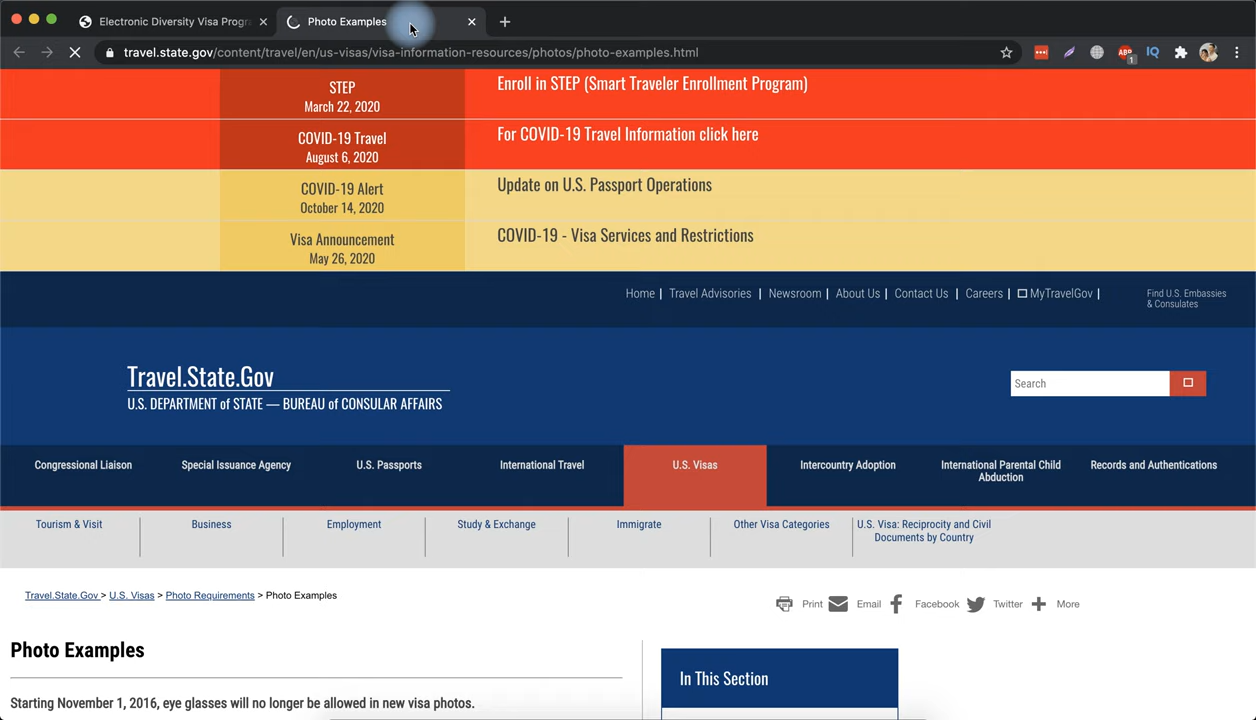 Electronic Diversity Visa Progr
Photo Examples
travel.state.gov/content/travel/en/us-visas/visa-information-resources/photos/photo-examples.html
ABP
1
IQ
STEP
March 22, 2020
Enroll in STEP (Smart Traveler Enrollment Program)
COVID-19 Travel
August 6, 2020
For COVID-19 Travel Information click here
COVID-19 Alert
October 14, 2020
Update on U.S. Passport Operations
Visa Announcement
May 26, 2020
COVID-19 - Visa Services and Restrictions
Home | Travel Advisories | Newsroom | About Us | Contact Us | Careers | MyTravelGov |
Find U.S. Embassies
& Consulates
Travel.State.Gov
U.S. DEPARTMENT of STATE — BUREAU of CONSULAR AFFAIRS
Search
Congressional Liaison
Special Issuance Agency
U.S. Passports
International Travel
U.S. Visas
Intercountry Adoption
International Parental Child
Abduction
Records and Authentications
Tourism & Visit
Business
Employment
Study & Exchange
Immigrate
Other Visa Categories
U.S. Visa: Reciprocity and Civil
Documents by Country
Travel.State.Gov > U.S. Visas > Photo Requirements > Photo Examples
Print
Email
Facebook
Twitter
More
Photo Examples
In This Section
Starting November 1, 2016, eye glasses will no longer be allowed in new visa photos.